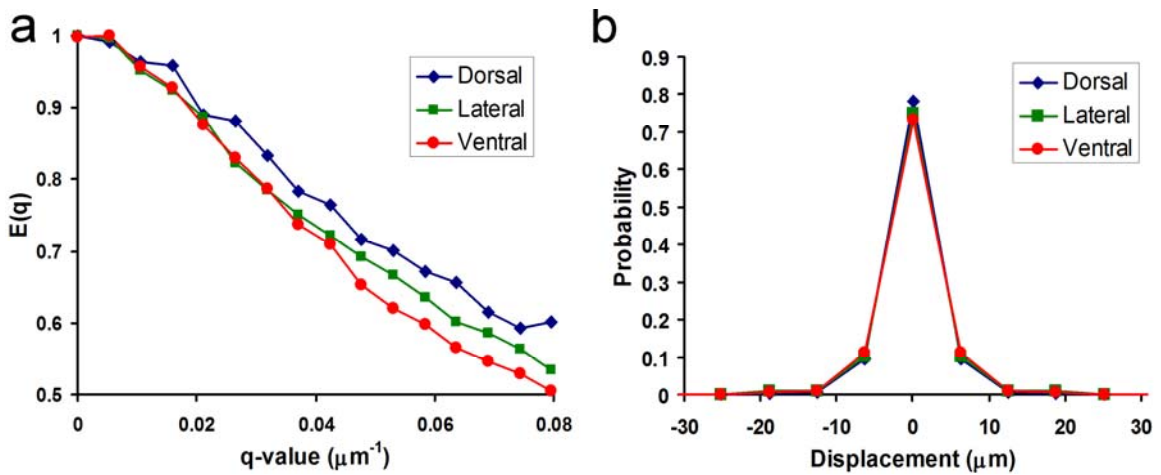 a
1
0.9
0.8
0.7
0.6
0.5
E(q)
0
0.02
0.04
0.06
0.08
q-value (μm⁻¹)
Dorsal
Lateral
Ventral
b
0.9
0.8
0.7
0.6
0.5
0.4
0.3
0.2
0.1
0
Probability
-30
-20
-10
0
10
20
30
Displacement (μm)
Dorsal
Lateral
Ventral